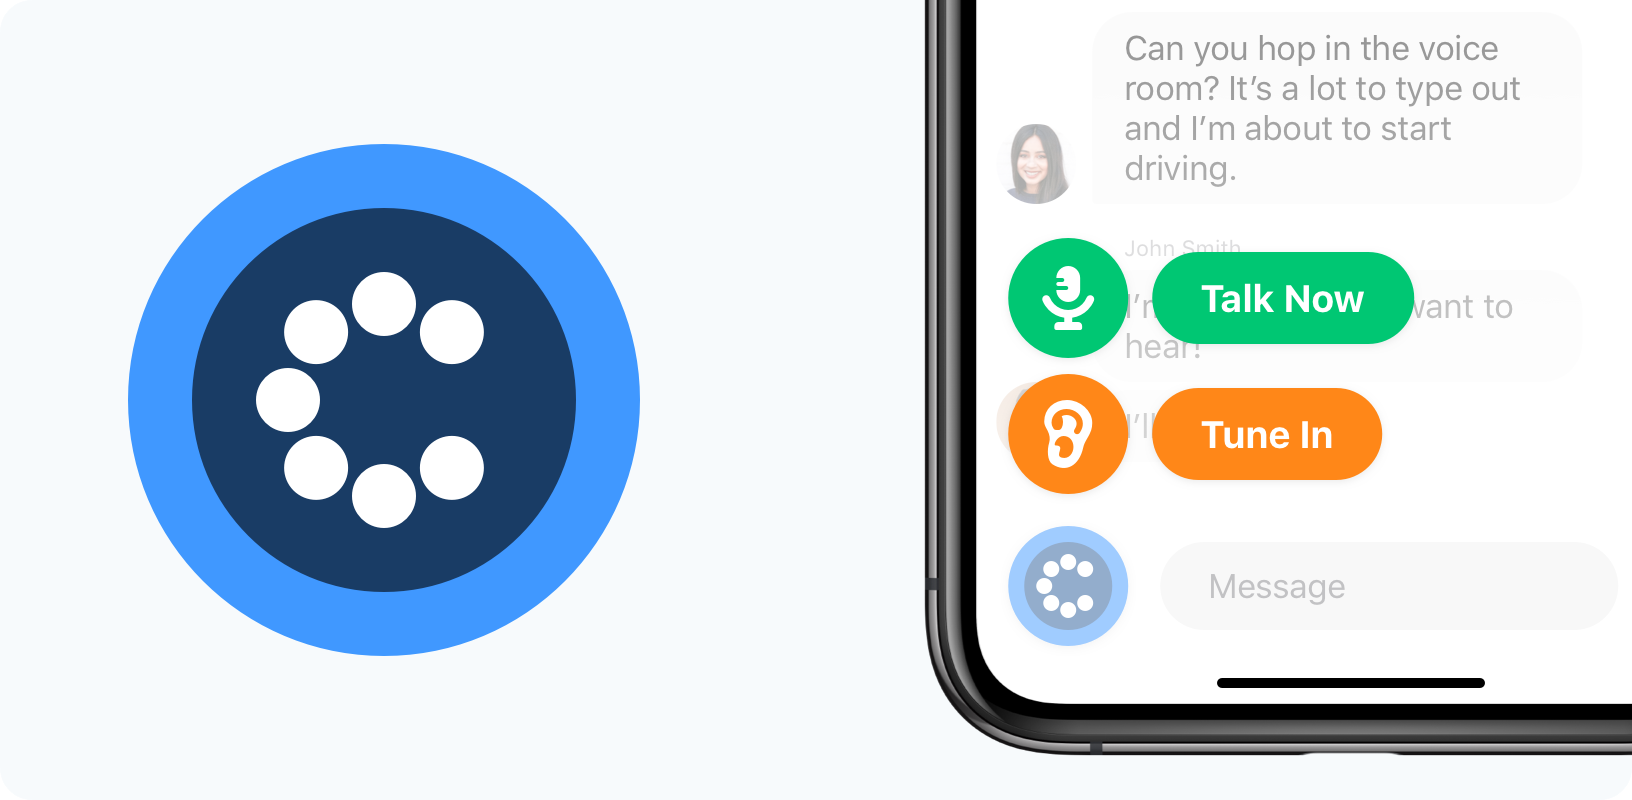 Can you hop in the voice
room? It’s a lot to type out
and I’m about to start
driving.
John Smith
want to
hear!
I’ll
Talk Now
Tune In
Message